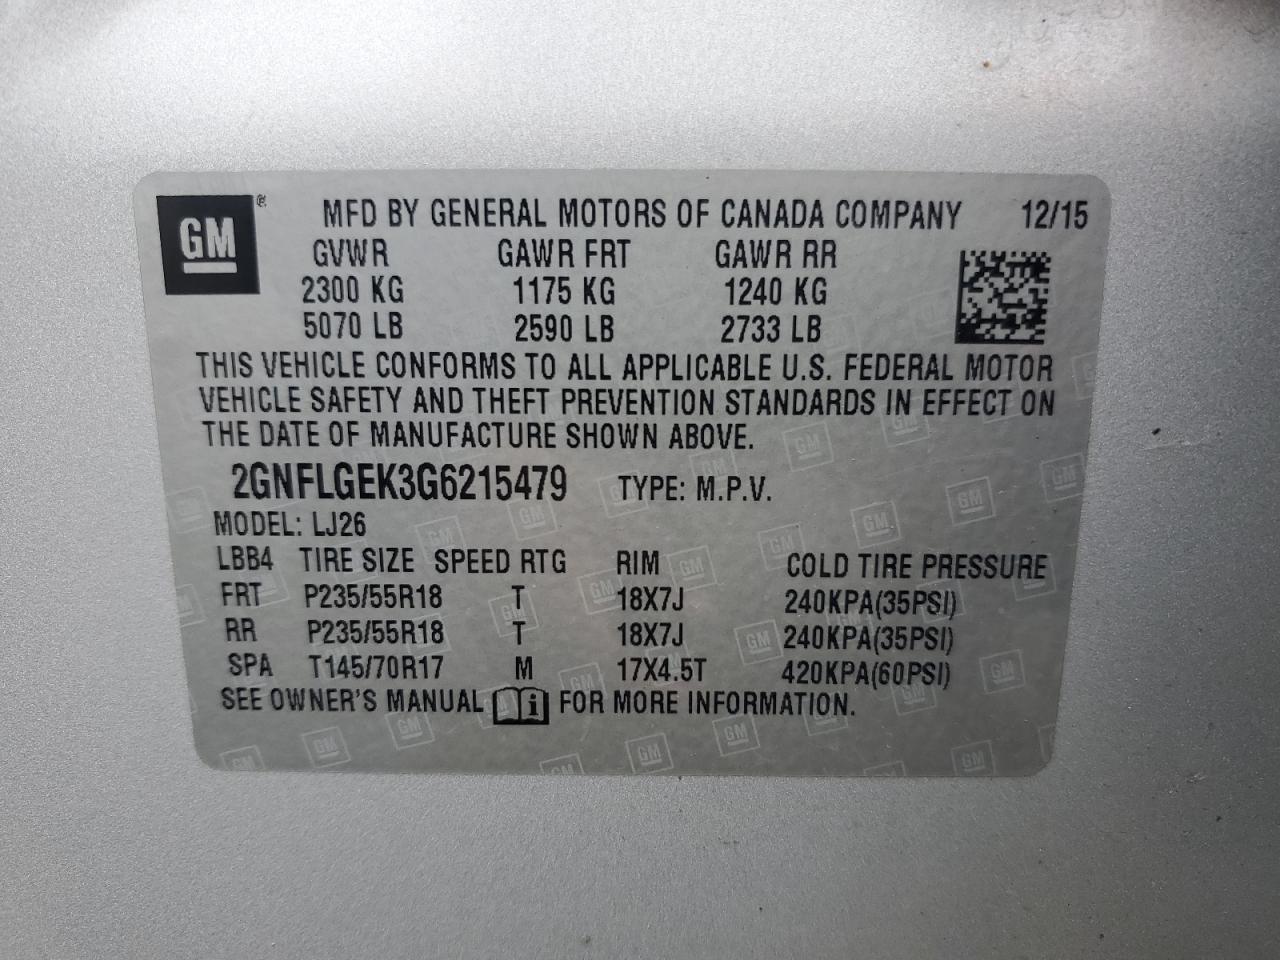 GM ®
MFD BY GENERAL MOTORS OF CANADA COMPANY 12/15
GVWR GAWR FRT GAWR RR
2300 KG 1175 KG 1240 KG
5070 LB 2590 LB 2733 LB
THIS VEHICLE CONFORMS TO ALL APPLICABLE U.S. FEDERAL MOTOR
VEHICLE SAFETY AND THEFT PREVENTION STANDARDS IN EFFECT ON
THE DATE OF MANUFACTURE SHOWN ABOVE.
2GNFLGEK3G6215479 TYPE: M.P.V.
MODEL: LJ26
LBB4 TIRE SIZE SPEED RTG RIM COLD TIRE PRESSURE
FRT P235/55R18 T 18X7J 240KPA(35PSI)
RR P235/55R18 T 18X7J 240KPA(35PSI)
SPA T145/70R17 M 17X4.5T 420KPA(60PSI)
SEE OWNER'S MANUAL i FOR MORE INFORMATION.